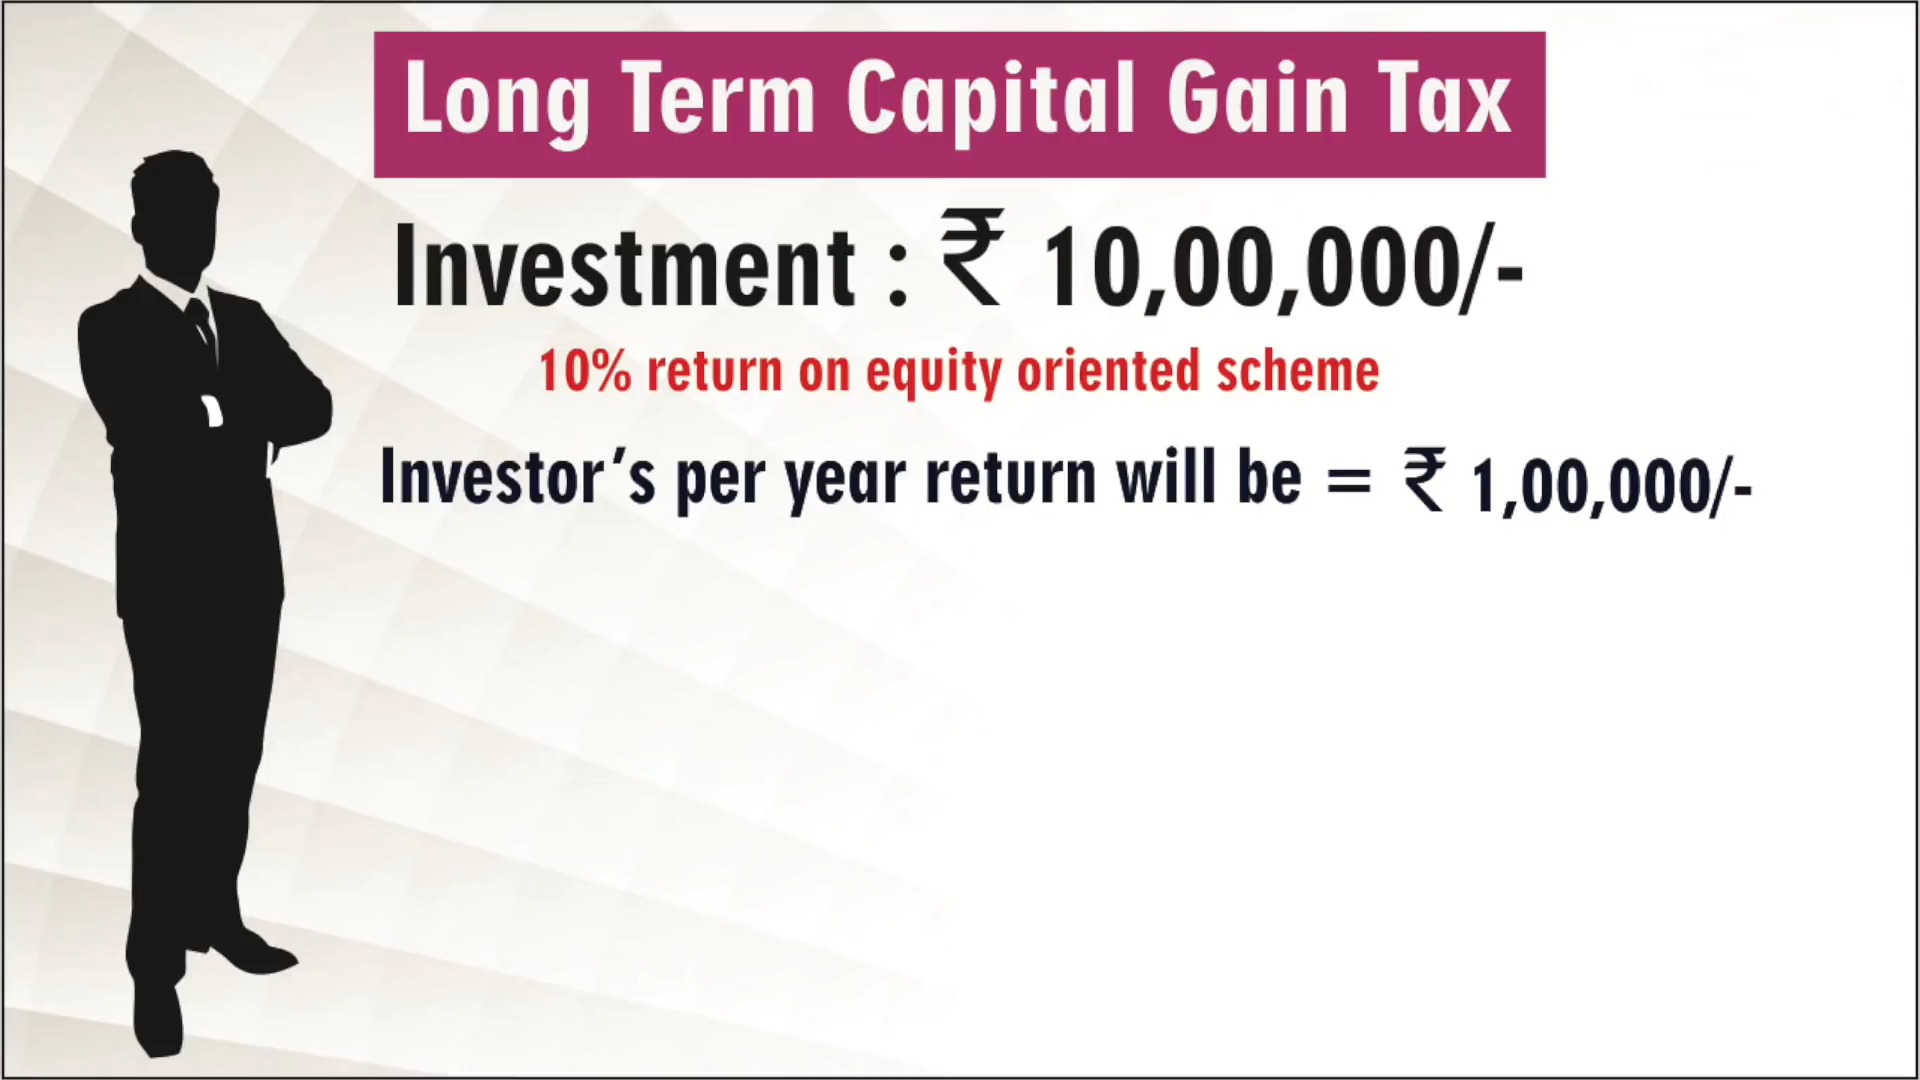 Long Term Capital Gain Tax
Investment : ₹ 10,00,000/-
10% return on equity oriented scheme
Investor’s per year return will be = ₹ 1,00,000/-